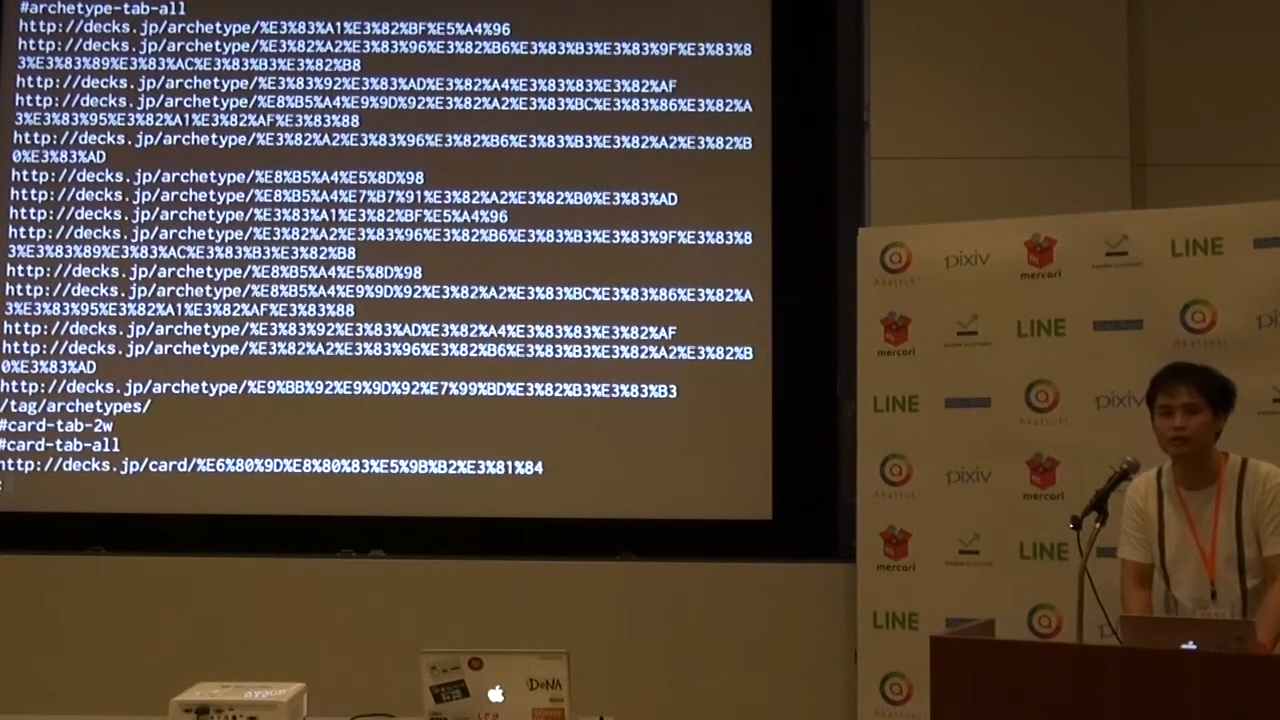 #archetype-tab-all
http://decks.jp/archetype/%E3%83%A1%E3%82%BF%E5%A4%96
http://decks.jp/archetype/%E3%82%A2%E3%83%96%E3%82%B6%E3%83%B3%E3%83%9F%E3%83%8
3%E3%83%89%E3%83%AC%E3%83%B3%E3%82%B8
http://decks.jp/archetype/%E3%83%92%E3%83%AD%E3%82%A4%E3%83%83%E3%82%AF
http://decks.jp/archetype/%E8%B5%A4%E9%9D%92%E3%82%A2%E3%83%BC%E3%83%86%E3%82%A
3%E3%83%95%E3%82%A1%E3%82%AF%E3%83%88
http://decks.jp/archetype/%E3%82%A2%E3%83%96%E3%82%B6%E3%83%B3%E3%82%A2%E3%82%B
0%E3%83%AD
http://decks.jp/archetype/%E8%B5%A4%E5%8D%98
http://decks.jp/archetype/%E8%B5%A4%E7%B7%91%E3%82%A2%E3%82%B0%E3%83%AD
http://decks.jp/archetype/%E3%83%A1%E3%82%BF%E5%A4%96
http://decks.jp/archetype/%E3%82%A2%E3%83%96%E3%82%B6%E3%83%B3%E3%83%9F%E3%83%8
3%E3%83%89%E3%83%AC%E3%83%B3%E3%82%B8
http://decks.jp/archetype/%E8%B5%A4%E5%8D%98
http://decks.jp/archetype/%E8%B5%A4%E9%9D%92%E3%82%A2%E3%83%BC%E3%83%86%E3%82%A
3%E3%83%95%E3%82%A1%E3%82%AF%E3%83%88
http://decks.jp/archetype/%E3%83%92%E3%83%AD%E3%82%A4%E3%83%83%E3%82%AF
http://decks.jp/archetype/%E3%82%A2%E3%83%96%E3%82%B6%E3%83%B3%E3%82%A2%E3%82%B
0%E3%83%AD
http://decks.jp/archetype/%E9%BB%92%E9%9D%92%E7%99%BD%E3%82%B3%E3%83%B3
/tag/archetypes/
#card-tab-2w
#card-tab-all
http://decks.jp/card/%E6%80%9D%E8%80%83%E5%9B%B2%E3%81%84
:
Akatsuki pixiv mercari LINE
mercari LINE Akatsuki pi
LINE Akatsuki pixiv
Akatsuki pixiv mercari
mercari LINE
LINE
DeNA